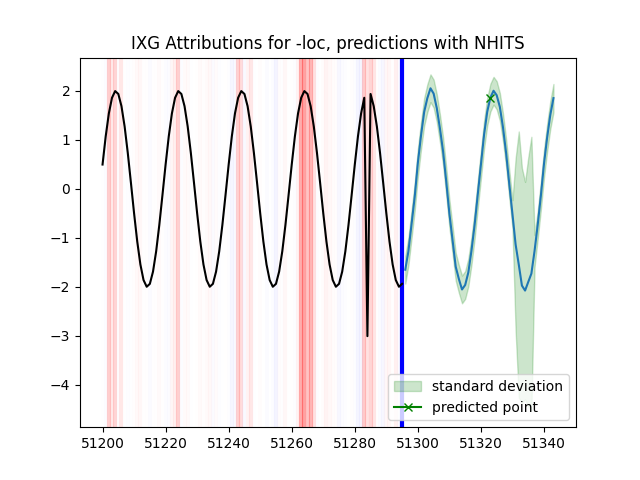 IXG Attributions for -loc, predictions with NHITS
2
1
0
−1
−2
−3
−4
standard deviation
predicted point
51200 51220 51240 51260 51280 51300 51320 51340